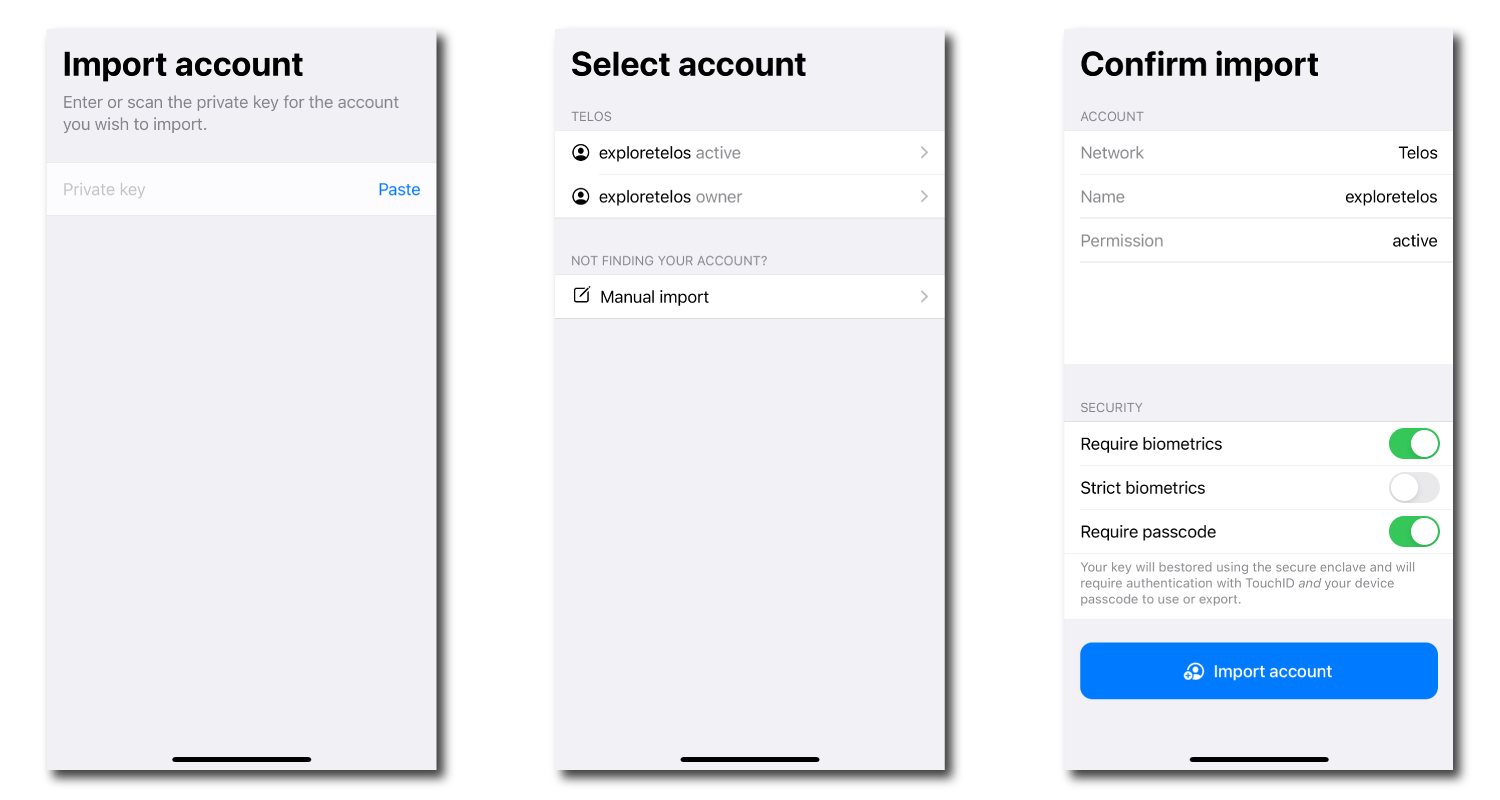 Import account
Enter or scan the private key for the account
you wish to import.
Private key Paste
Select account
TELOS
exploretelos active
exploretelos owner
NOT FINDING YOUR ACCOUNT?
Manual import
Confirm import
ACCOUNT
Network Telos
Name exploretelos
Permission active
SECURITY
Require biometrics
Strict biometrics
Require passcode
Your key will bestored using the secure enclave and will
require authentication with TouchID and your device
passcode to use or export.
Import account